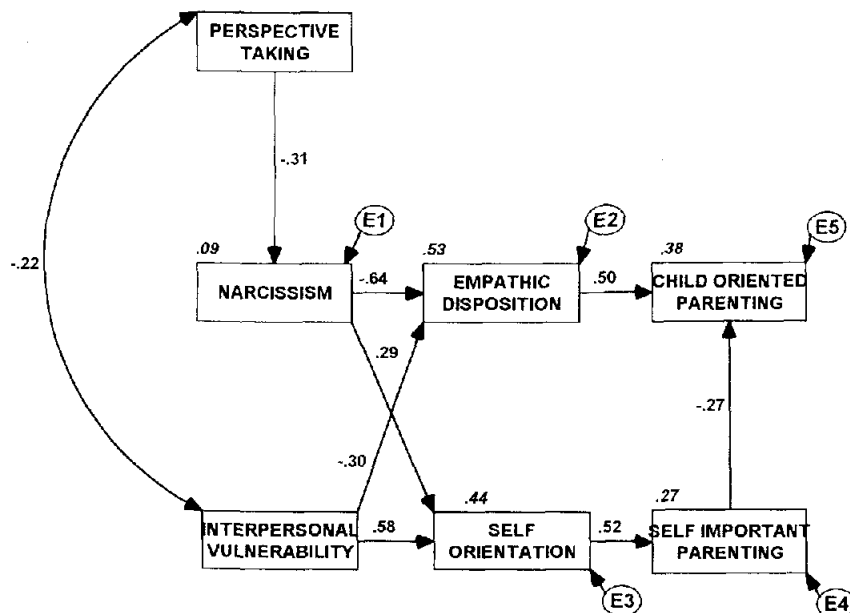 PERSPECTIVE
TAKING
-.31
-.22
.09
E1
NARCISSISM
-.64
.53
E2
EMPATHIC
DISPOSITION
.50
.38
E5
CHILD ORIENTED
PARENTING
.29
-.30
-.27
INTERPERSONAL
VULNERABILITY
.58
.44
SELF
ORIENTATION
.52
E3
.27
SELF IMPORTANT
PARENTING
E4